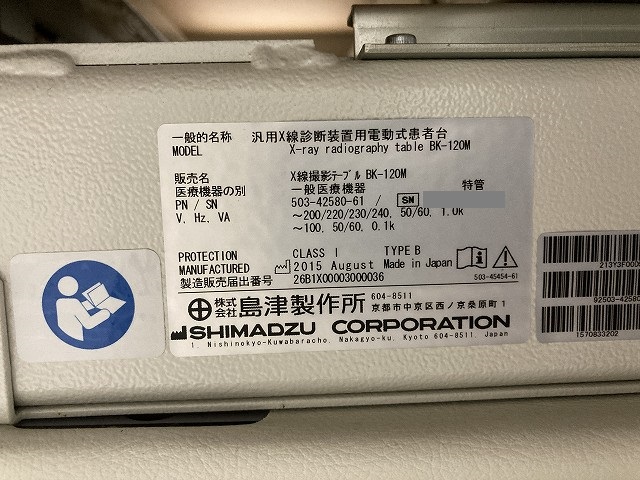 一般的名称 汎用X線診断装置用電動式患者台
MODEL X-ray radiography table BK-120M
販売名 X線撮影テーブル BK-120M
医療機器の別 一般医療機器 特管
PN / SN 503-42580-61 / SN
V, Hz, VA ~200/220/230/240, 50/60, 1.0k
~100, 50/60, 0.1k
PROTECTION CLASS I TYPE B
MANUFACTURED 2015 August Made in Japan
製造販売届出番号 26B1X00003000036 503-45454-61
株式会社 島津製作所 604-8511
京都市中京区西ノ京桑原町1
SHIMADZU CORPORATION
1, Nishinokyo-Kuwabaracho, Nakagyo-ku, Kyoto 604-8511, Japan
92503-42580
1570833202